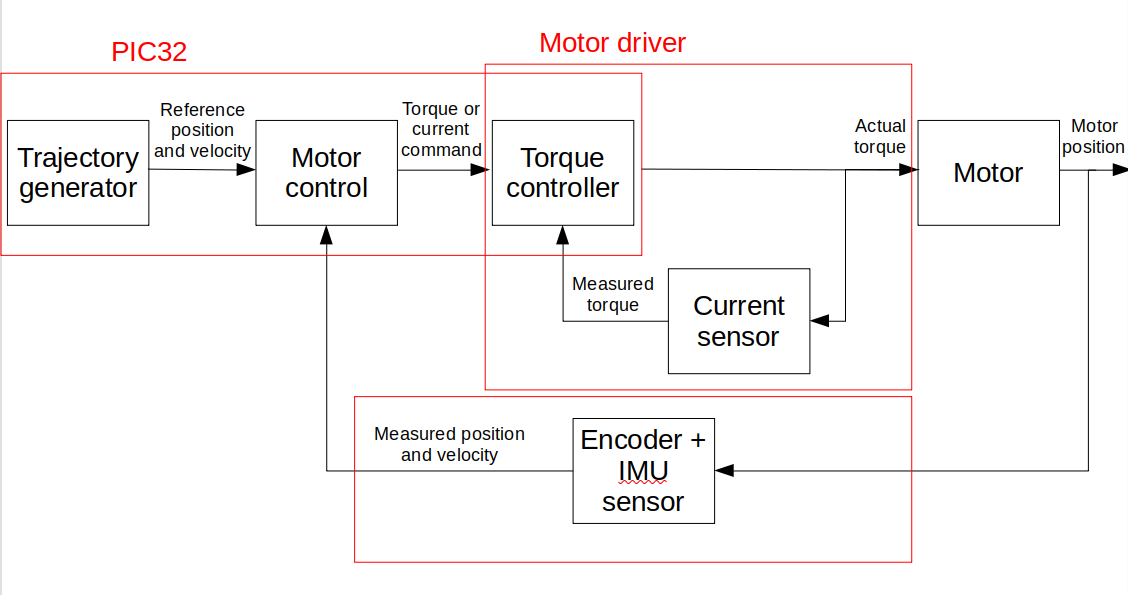 PIC32
Motor driver
Reference
position
and velocity
Torque or
current
command
Actual
torque
Motor
position
Trajectory
generator
Motor
control
Torque
controller
Motor
Measured
torque
Current
sensor
Measured position
and velocity
Encoder +
IMU
sensor